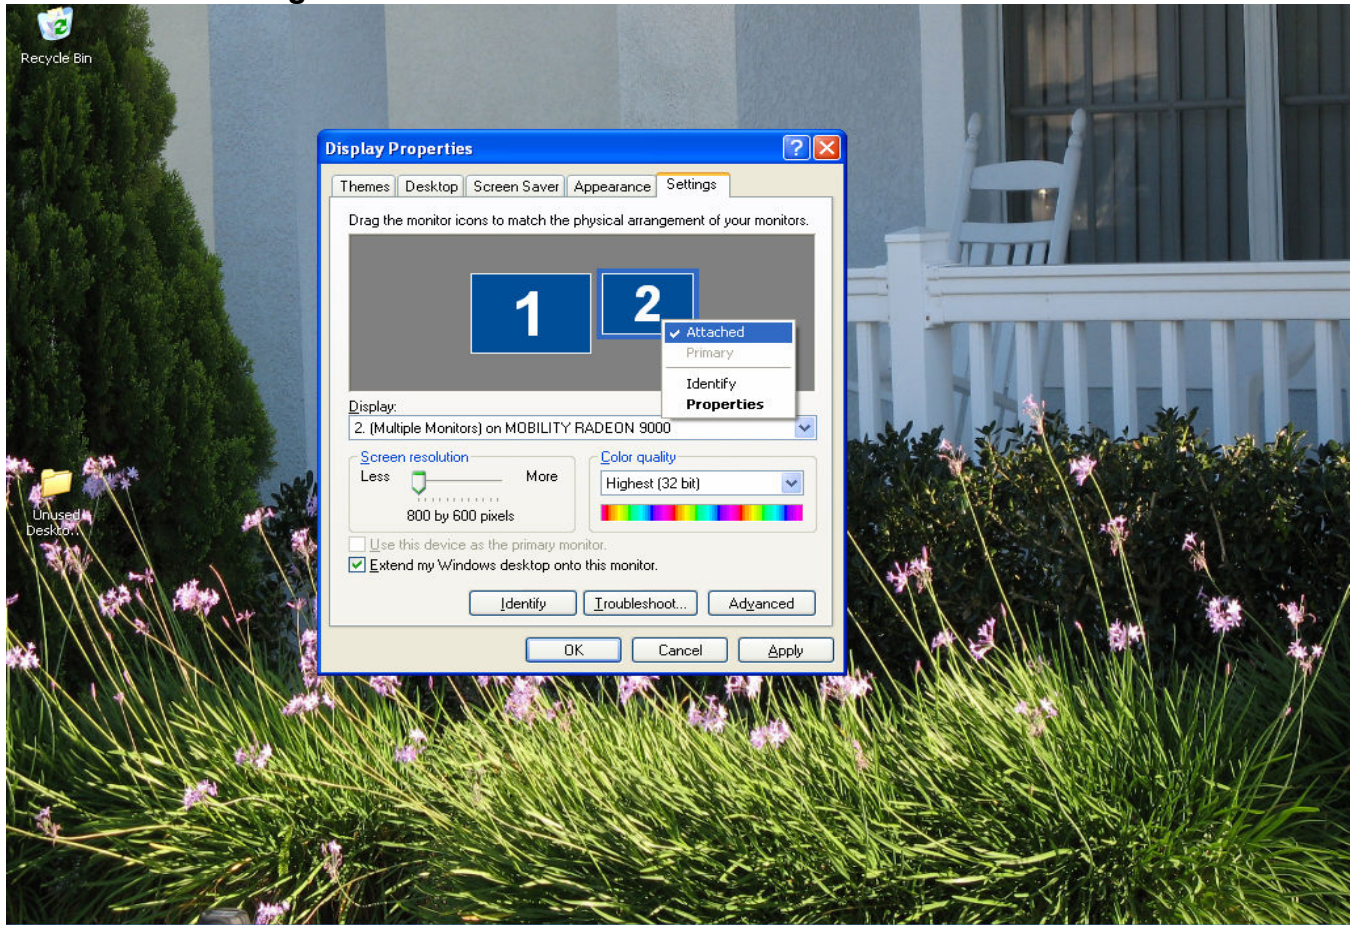 Recycle Bin
Display Properties
Themes
Desktop
Screen Saver
Appearance
Settings
Drag the monitor icons to match the physical arrangement of your monitors.
1
2
Attached
Primary
Identify
Properties
Display:
2. (Multiple Monitors) on MOBILITY RADEON 9000
Screen resolution
Less
More
800 by 600 pixels
Color quality
Highest (32 bit)
Use this device as the primary monitor.
Extend my Windows desktop onto this monitor.
Identify
Troubleshoot...
Advanced
OK
Cancel
Apply
Unused
Deskto...